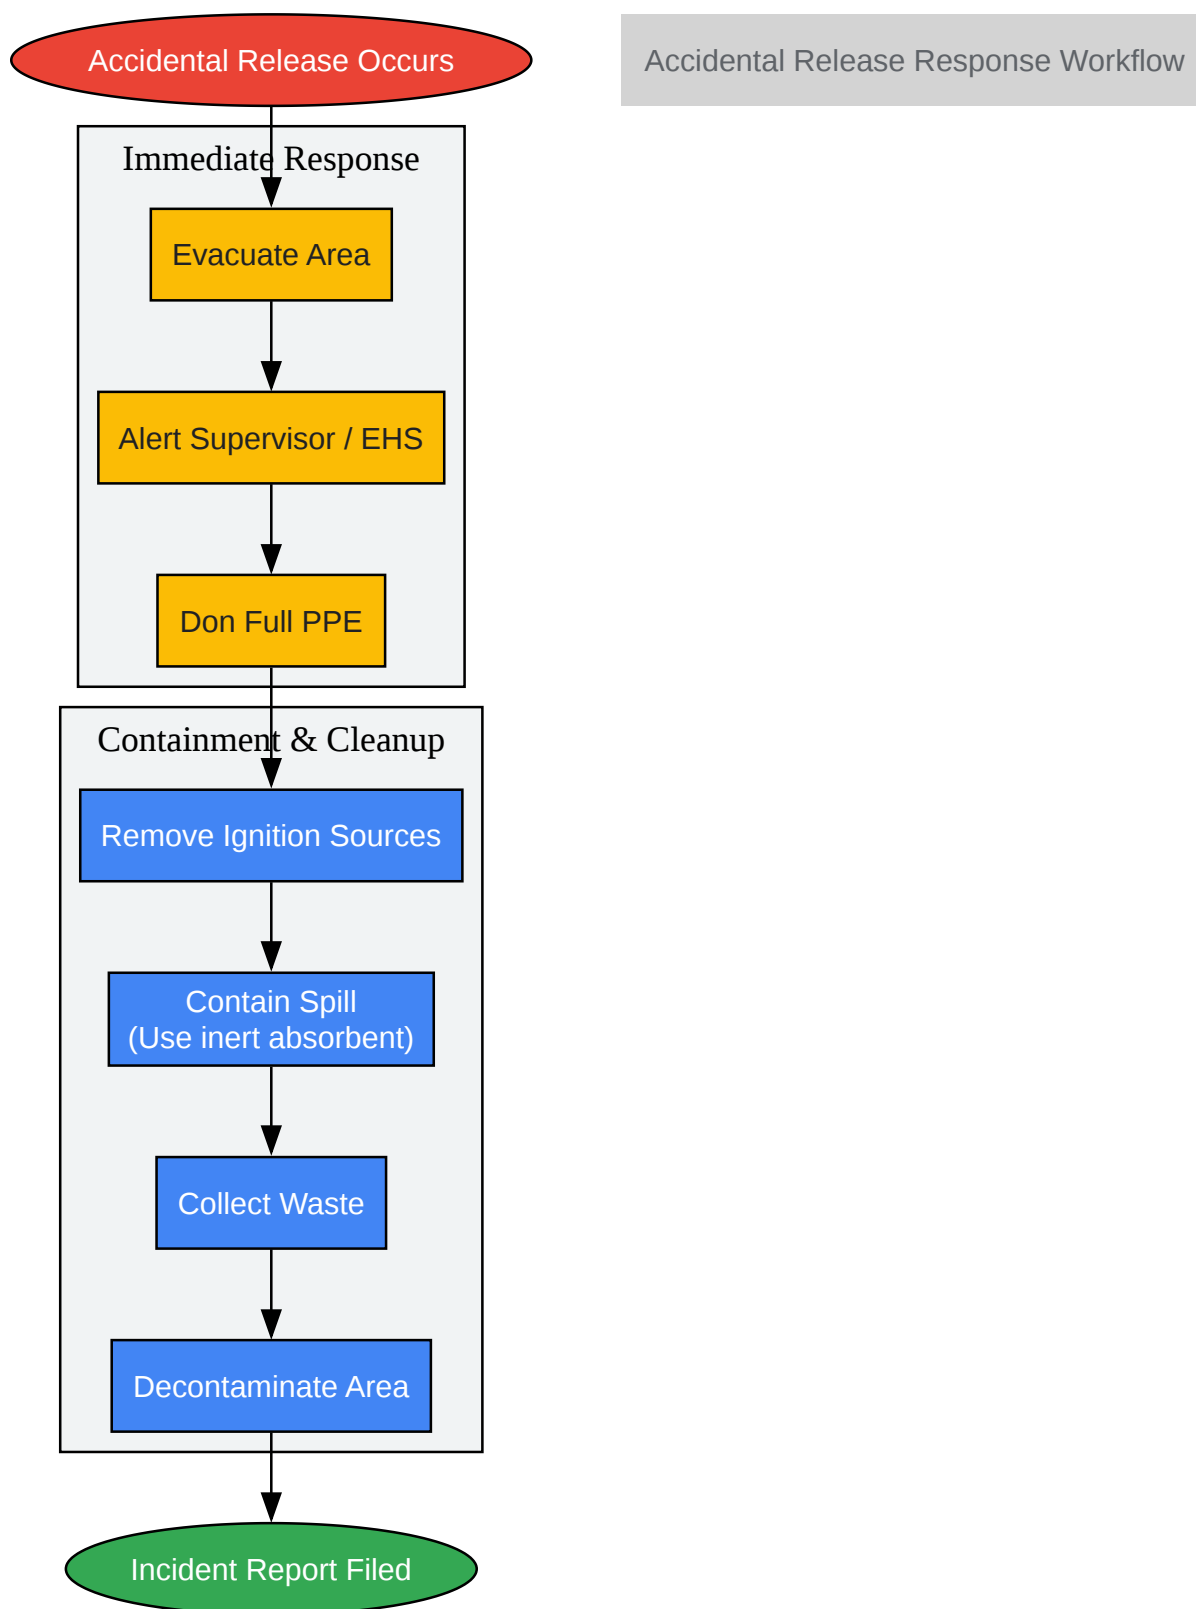 Accidental Release Occurs
Accidental Release Response Workflow
Immediate Response
Evacuate Area
Alert Supervisor / EHS
Don Full PPE
Containment & Cleanup
Remove Ignition Sources
Contain Spill
(Use inert absorbent)
Collect Waste
Decontaminate Area
Incident Report Filed